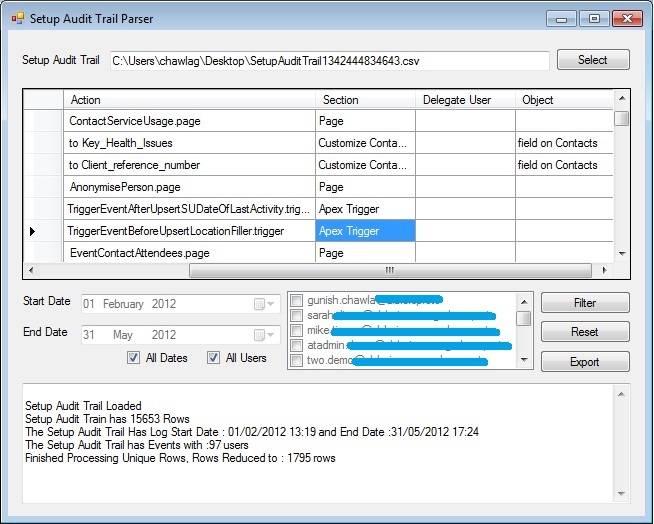 Setup Audit Trail Parser
Setup Audit Trail C:\Users\chawlag\Desktop\SetupAuditTrail1342444834643.csv Select
Action Section Delegate User Object
ContactServiceUsage.page Page
to Key_Health_Issues Customize Conta... field on Contacts
to Client_reference_number Customize Conta... field on Contacts
AnonymisePerson.page Page
TriggerEventAfterUpsertSUDateOfLastActivity.trig... Apex Trigger
TriggerEventBeforeUpsertLocationFiller.trigger Apex Trigger
EventContactAttendees.page Page
Start Date 01 February 2012
End Date 31 May 2012
All Dates All Users
gunish.chawla
sarah
mike
atadmin
two.demo
Filter
Reset
Export
Setup Audit Trail Loaded
Setup Audit Train has 15653 Rows
The Setup Audit Trail Has Log Start Date : 01/02/2012 13:19 and End Date :31/05/2012 17:24
The Setup Audit Trail has Events with :97 users
Finished Processing Unique Rows, Rows Reduced to : 1795 rows